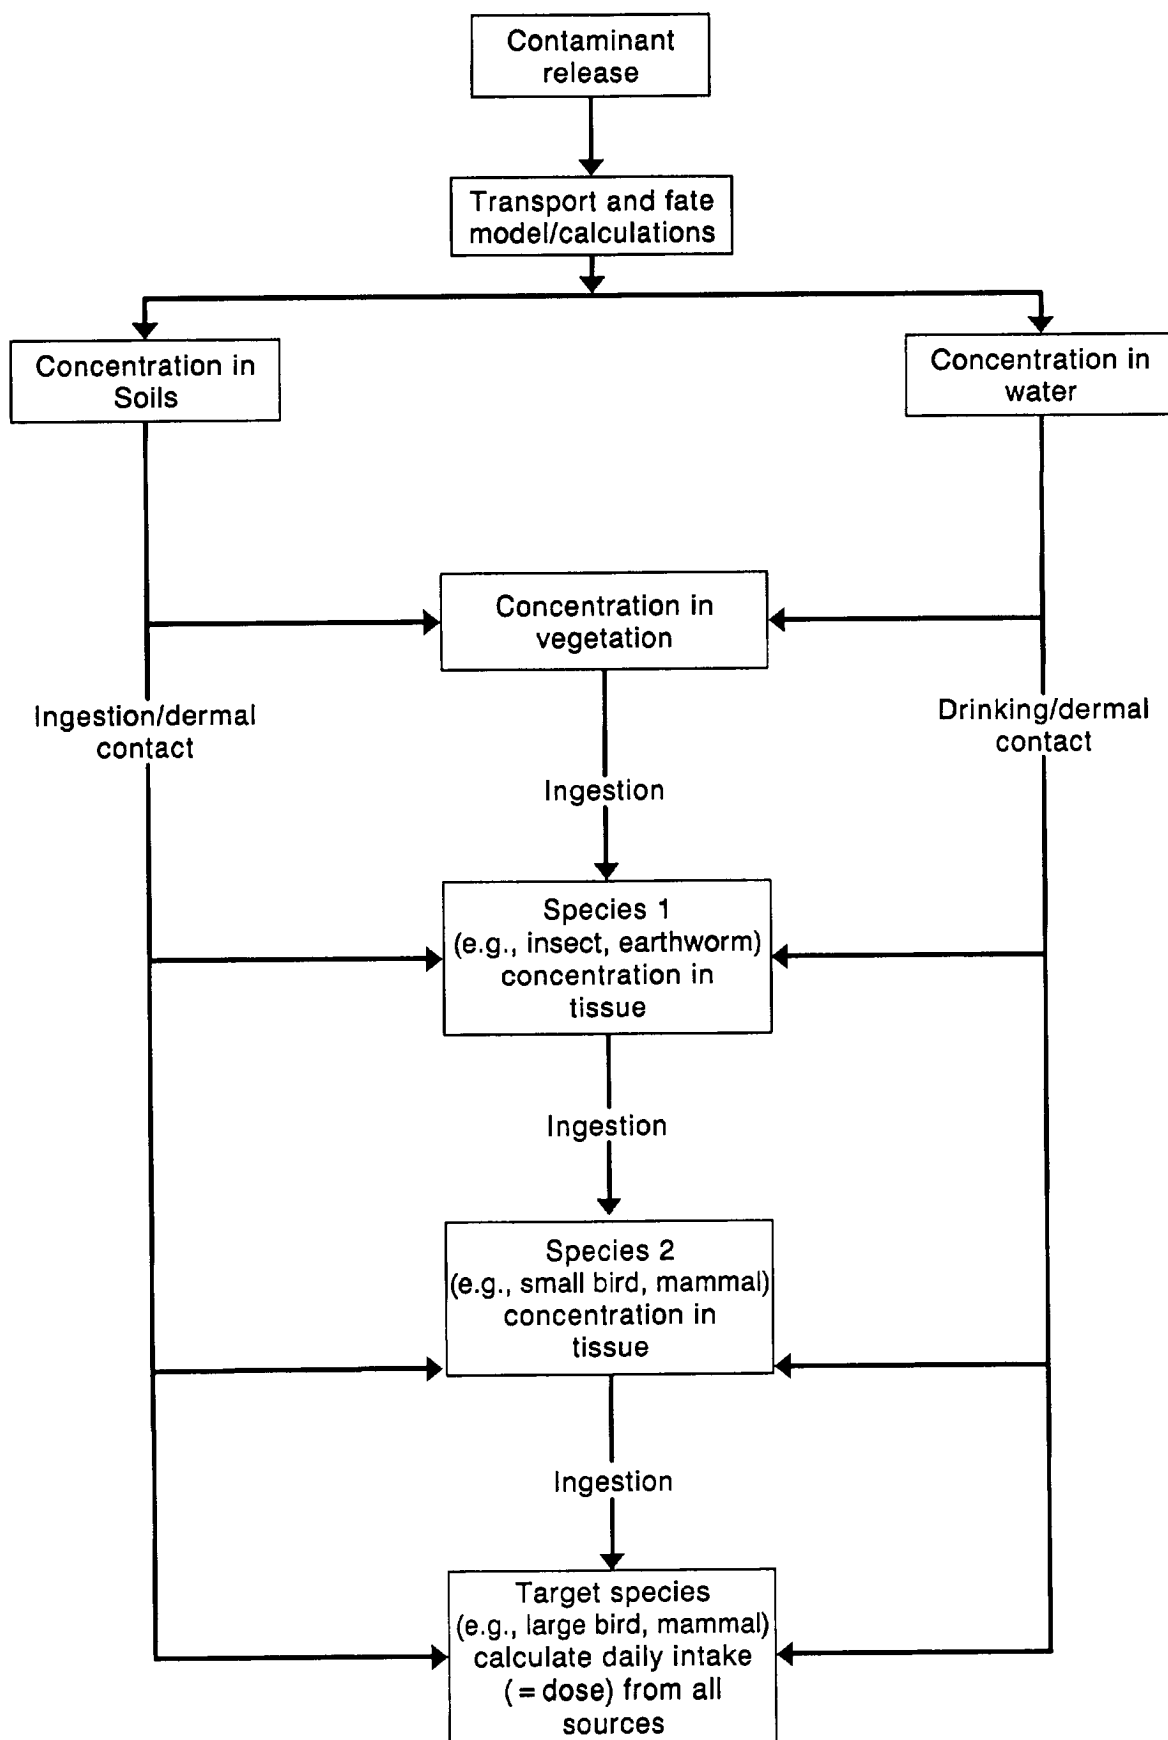 Contaminant
release
Transport and fate
model/calculations
Concentration in
Soils
Concentration in
water
Concentration in
vegetation
Ingestion/dermal
contact
Drinking/dermal
contact
Ingestion
Species 1
(e.g., insect, earthworm)
concentration in
tissue
Ingestion
Species 2
(e.g., small bird, mammal)
concentration in
tissue
Ingestion
Target species
(e.g., large bird, mammal)
calculate daily intake
(=dose) from all
sources